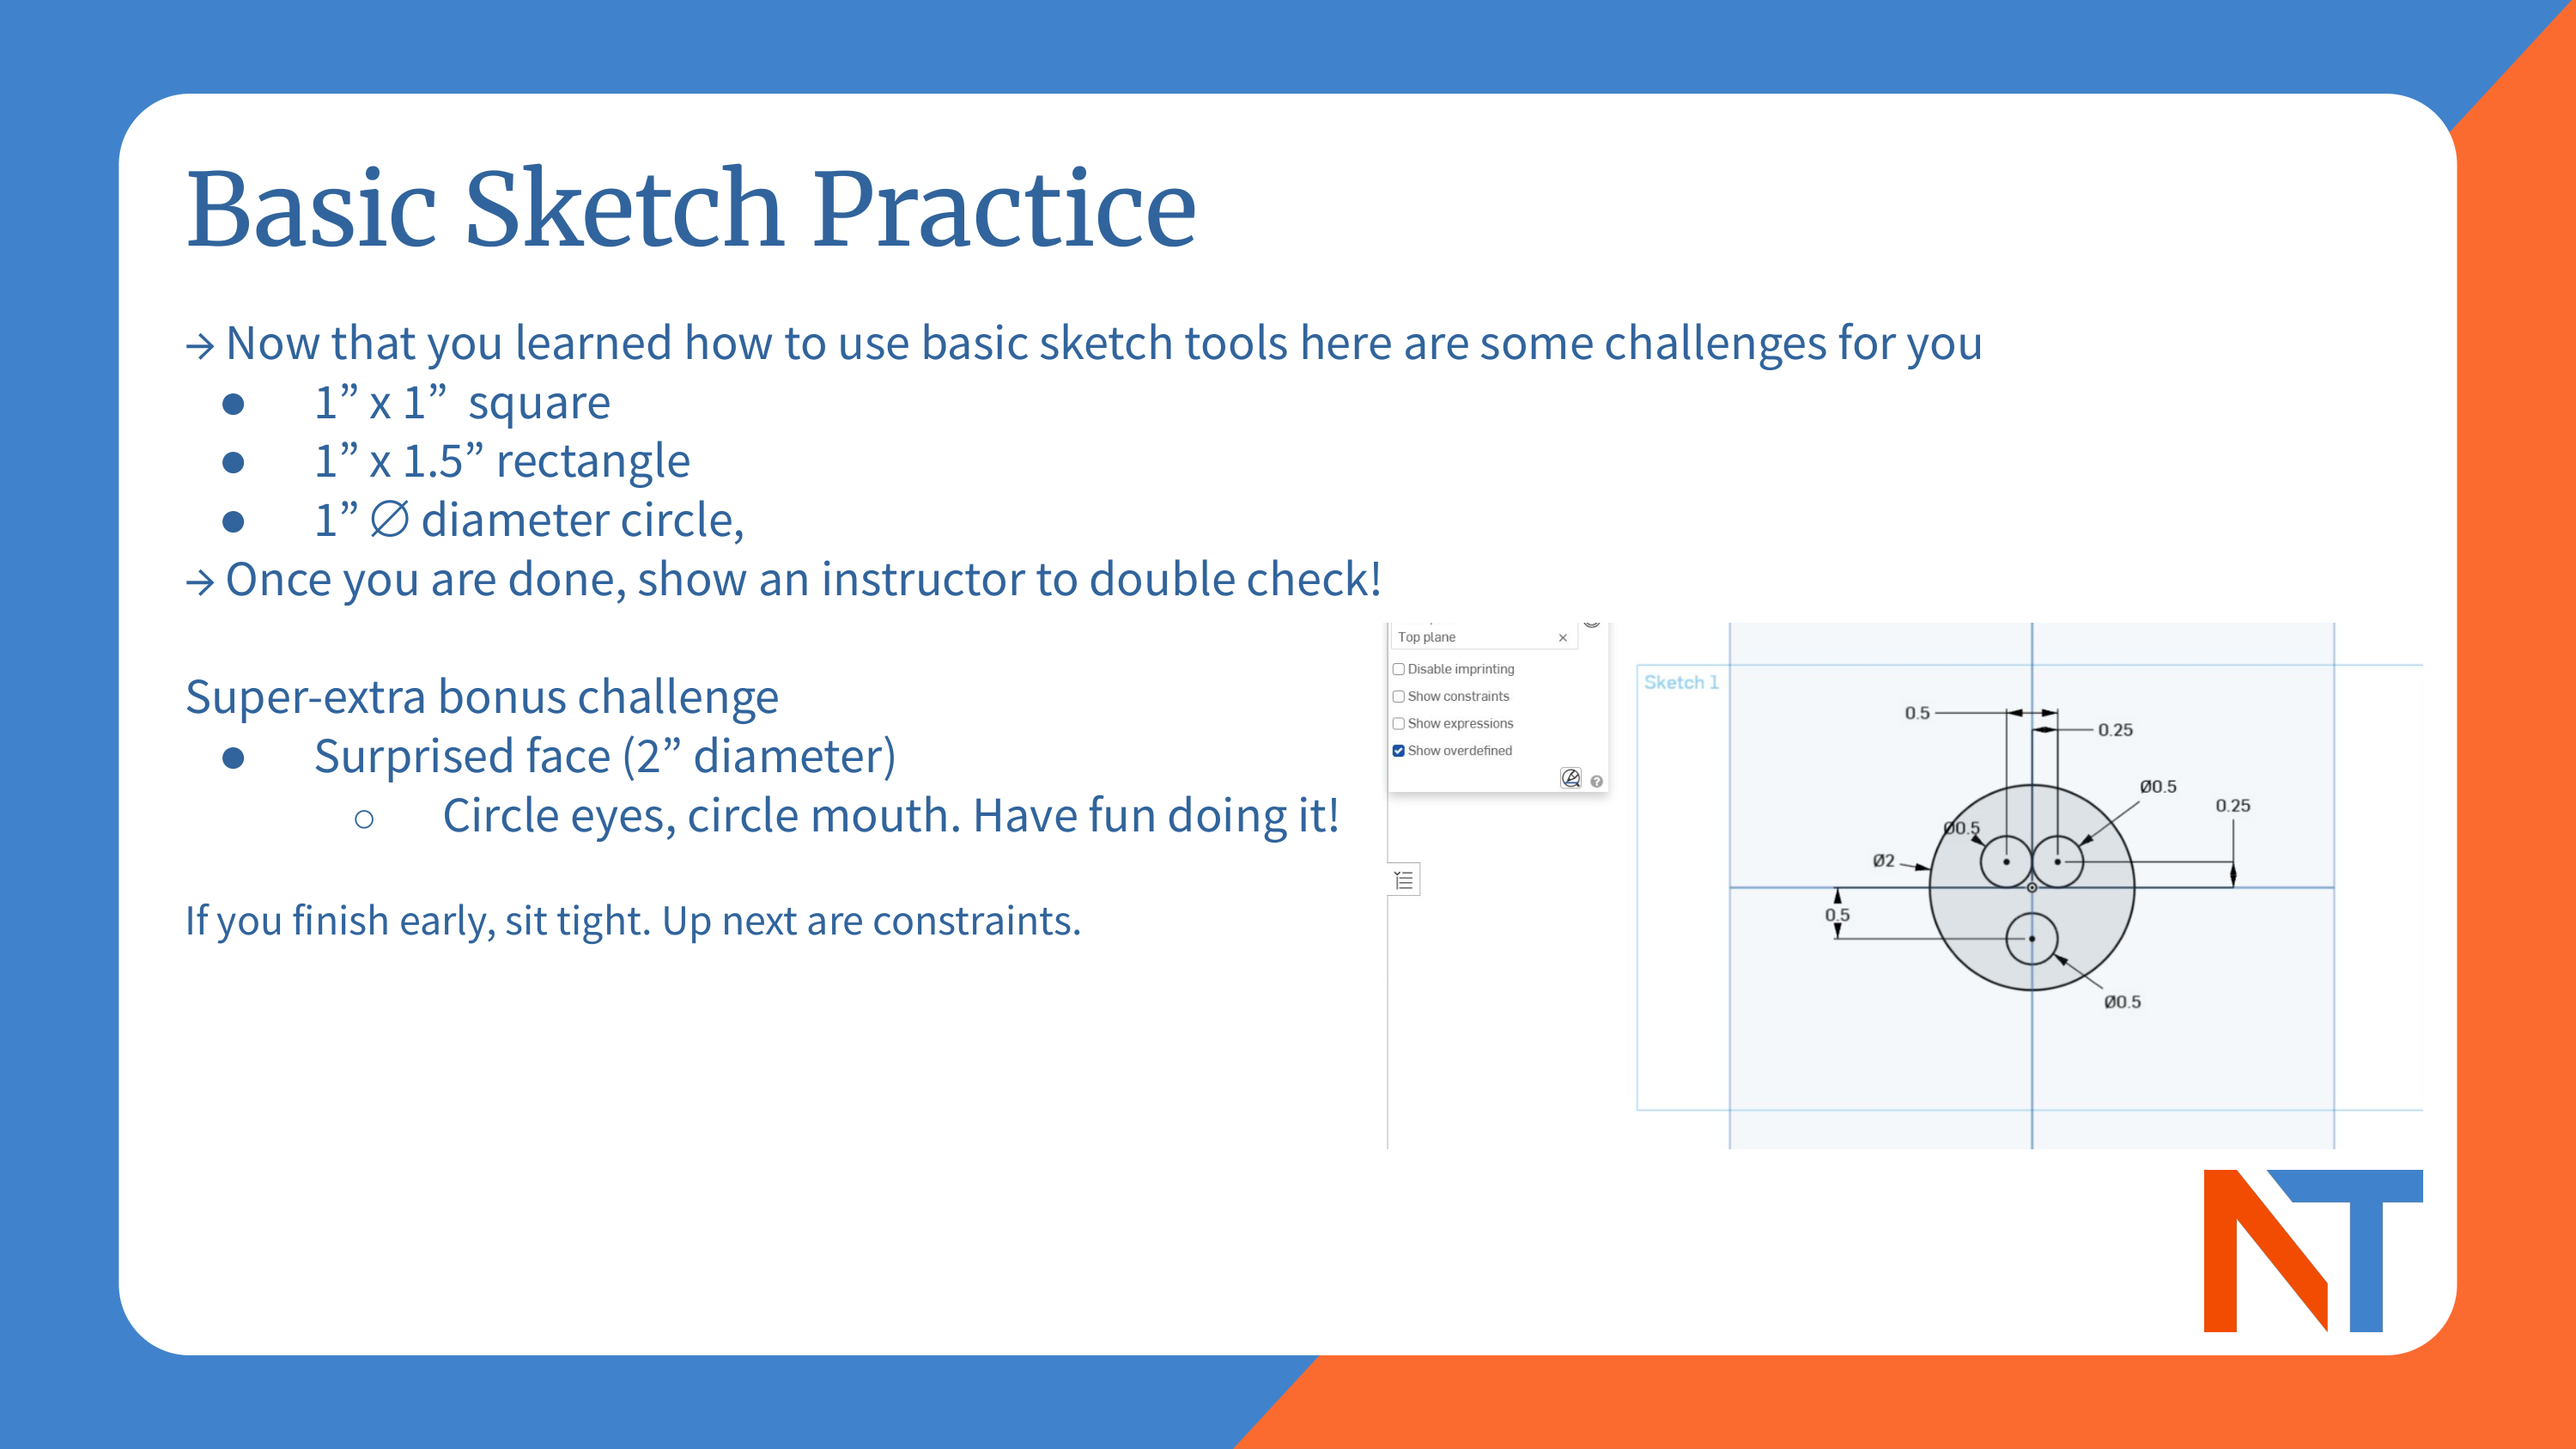 Basic Sketch Practice
→ Now that you learned how to use basic sketch tools here are some challenges for you
● 1” x 1”  square
● 1” x 1.5” rectangle
● 1” ∅ diameter circle,
→ Once you are done, show an instructor to double check!
Super-extra bonus challenge
● Surprised face (2” diameter)
○ Circle eyes, circle mouth. Have fun doing it!
If you finish early, sit tight. Up next are constraints.
Top plane
Disable imprinting
Show constraints
Show expressions
Show overdefined
Sketch 1
0.5
0.25
Ø0.5
0.25
Ø0.5
Ø2
0.5
Ø0.5
NT